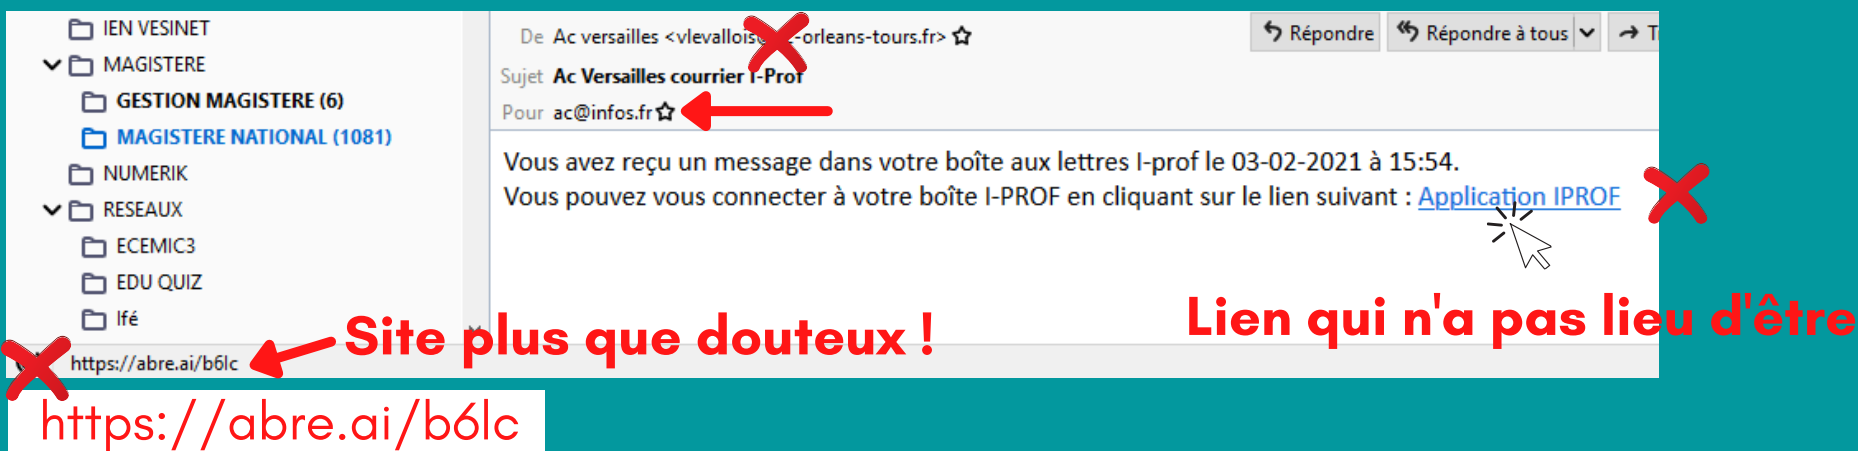 IEN VESINET
MAGISTERE
GESTION MAGISTERE (6)
MAGISTERE NATIONAL (1081)
NUMERIK
RESEAUX
ECEMIC3
EDU QUIZ
Ifé
De Ac versailles <vlevallois -orleans-tours.fr>
Répondre
Répondre à tous
Sujet Ac Versailles courrier I-Prof
Pour ac@infos.fr
Vous avez reçu un message dans votre boîte aux lettres I-prof le 03-02-2021 à 15:54.
Vous pouvez vous connecter à votre boîte I-PROF en cliquant sur le lien suivant : Application IPROF
Lien qui n'a pas lieu d'être
Site plus que douteux !
https://abre.ai/b6lc
https://abre.ai/b6lc